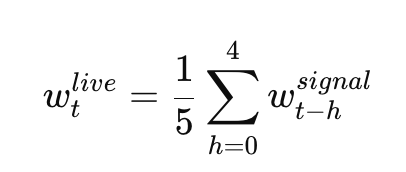 $w_t^{live} = \frac{1}{5} \sum_{h=0}^{4} w_{t-h}^{signal}$